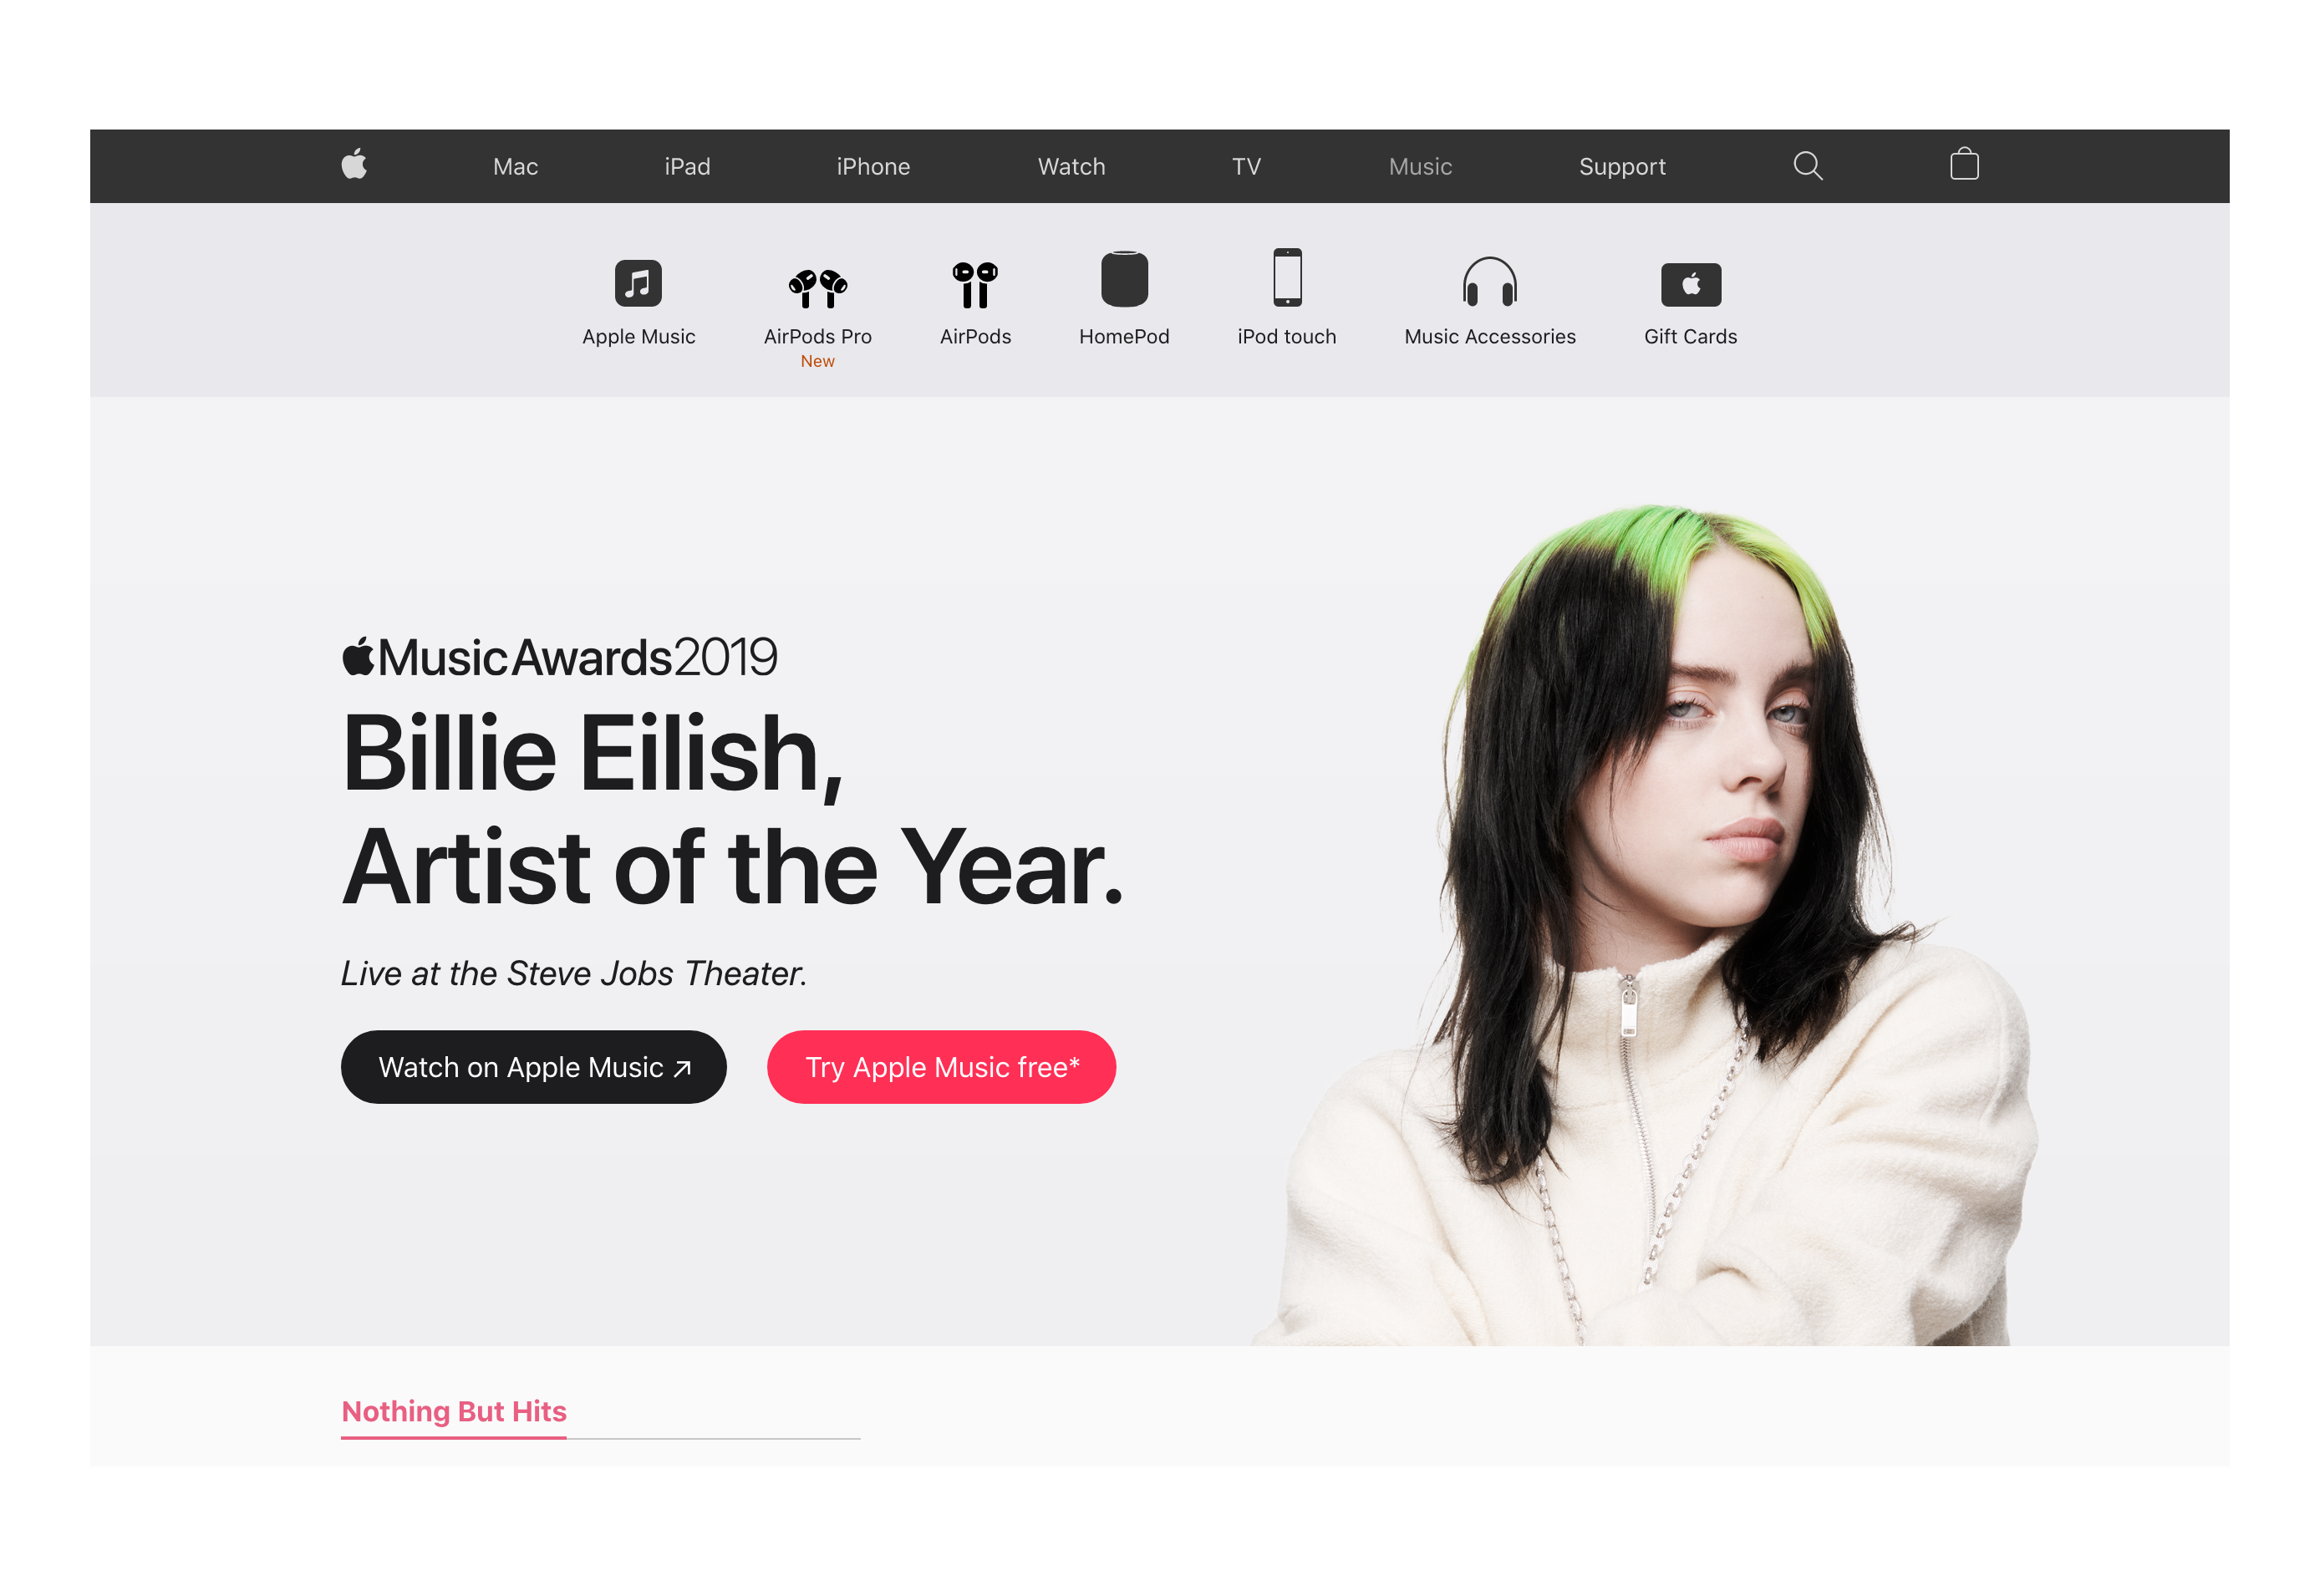 Mac iPad iPhone Watch TV Music Support
Apple Music AirPods Pro AirPods HomePod iPod touch Music Accessories Gift Cards
New
MusicAwards2019
Billie Eilish,
Artist of the Year.
Live at the Steve Jobs Theater.
Watch on Apple Music ↗ Try Apple Music free*
Nothing But Hits